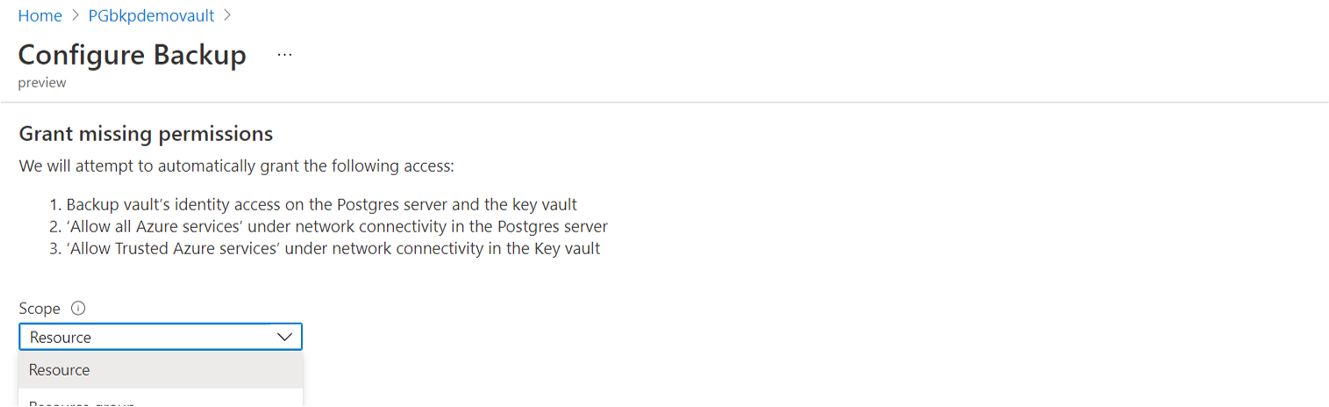 Home > PGbkpdemovault >
Configure Backup ...
preview
Grant missing permissions
We will attempt to automatically grant the following access:
1. Backup vault’s identity access on the Postgres server and the key vault
2. ‘Allow all Azure services’ under network connectivity in the Postgres server
3. ‘Allow Trusted Azure services’ under network connectivity in the Key vault
Scope
Resource
Resource
Resource group